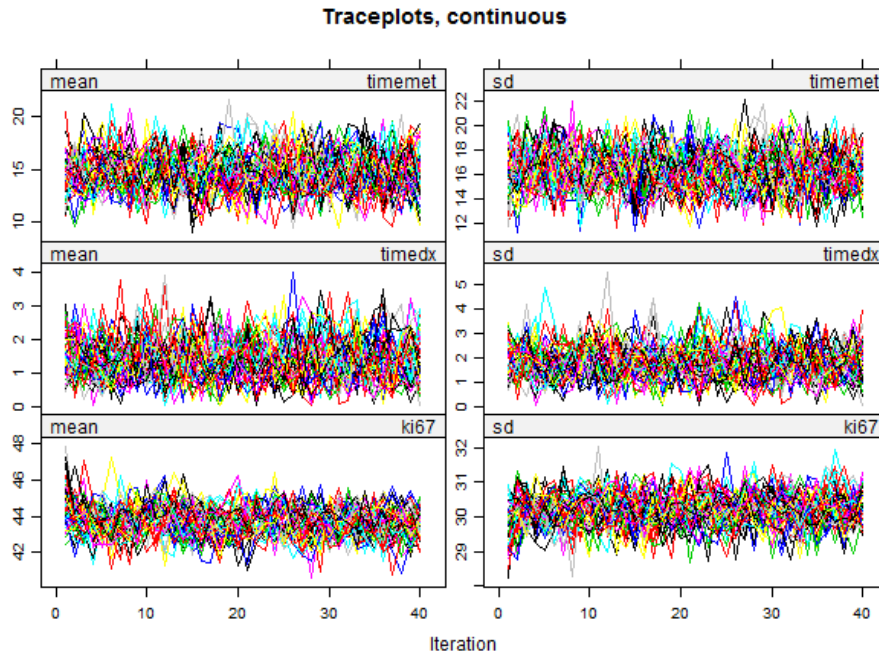 Traceplots, continuous
mean timemet
sd timemet
20
15
10
22
20
18
16
14
12
mean timedx
sd timedx
4
3
2
1
0
5
4
3
2
1
0
mean ki67
sd ki67
48
46
44
42
32
31
30
29
0 10 20 30 40
0 10 20 30 40
Iteration